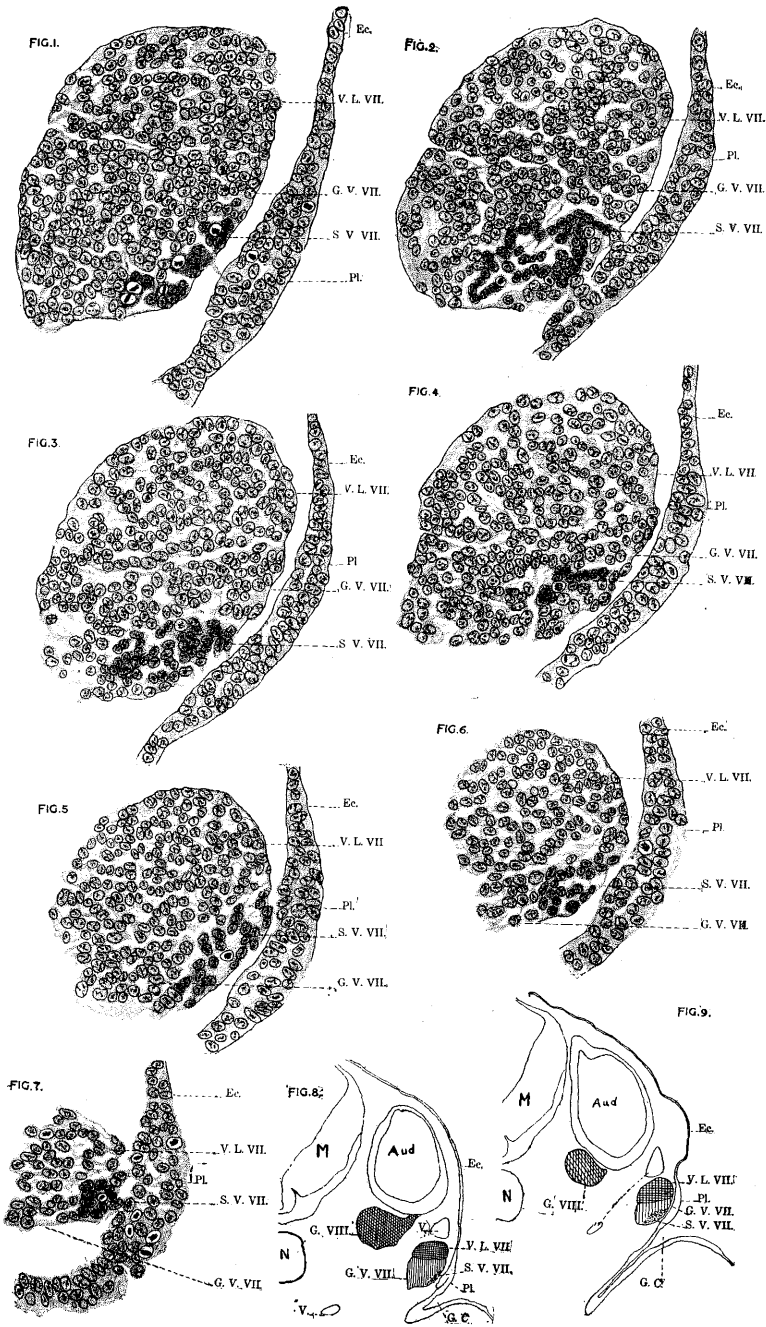 FIG.1.
Ec.
V. L. VII.
G. V. VII.
S V VII.
Pl.
FIG.2.
Ec.
V. L. VII.
Pl.
G. V. VII.
S. V. VII.
FIG.3.
Ec.
V. L. VII.
Pl
G. V. VII.
S V. VII.
FIG.4.
Ec.
V. L. VII.
Pl.
G. V. VII.
S. V. VII.
FIG.5
Ec.
V. L. VII
Pl.
S. V. VII.
G. V. VII.
FIG.6.
Ec.
V. L. VII.
Pl.
S. V. VII.
G. V. VII.
FIG.7.
Ec.
V. L. VII.
Pl.
S. V. VII.
G. V. VII.
FIG.8.
M
Aud
Ec.
G. VIII.
V.
V. L. VII.
N
G. V. VII.
S. V. VII.
Pl.
V.
G. C.
FIG.9.
M
Aud
Ec.
N
G. VIII.
V. L. VII.
Pl.
G. V. VII.
S. V. VII.
G. C.